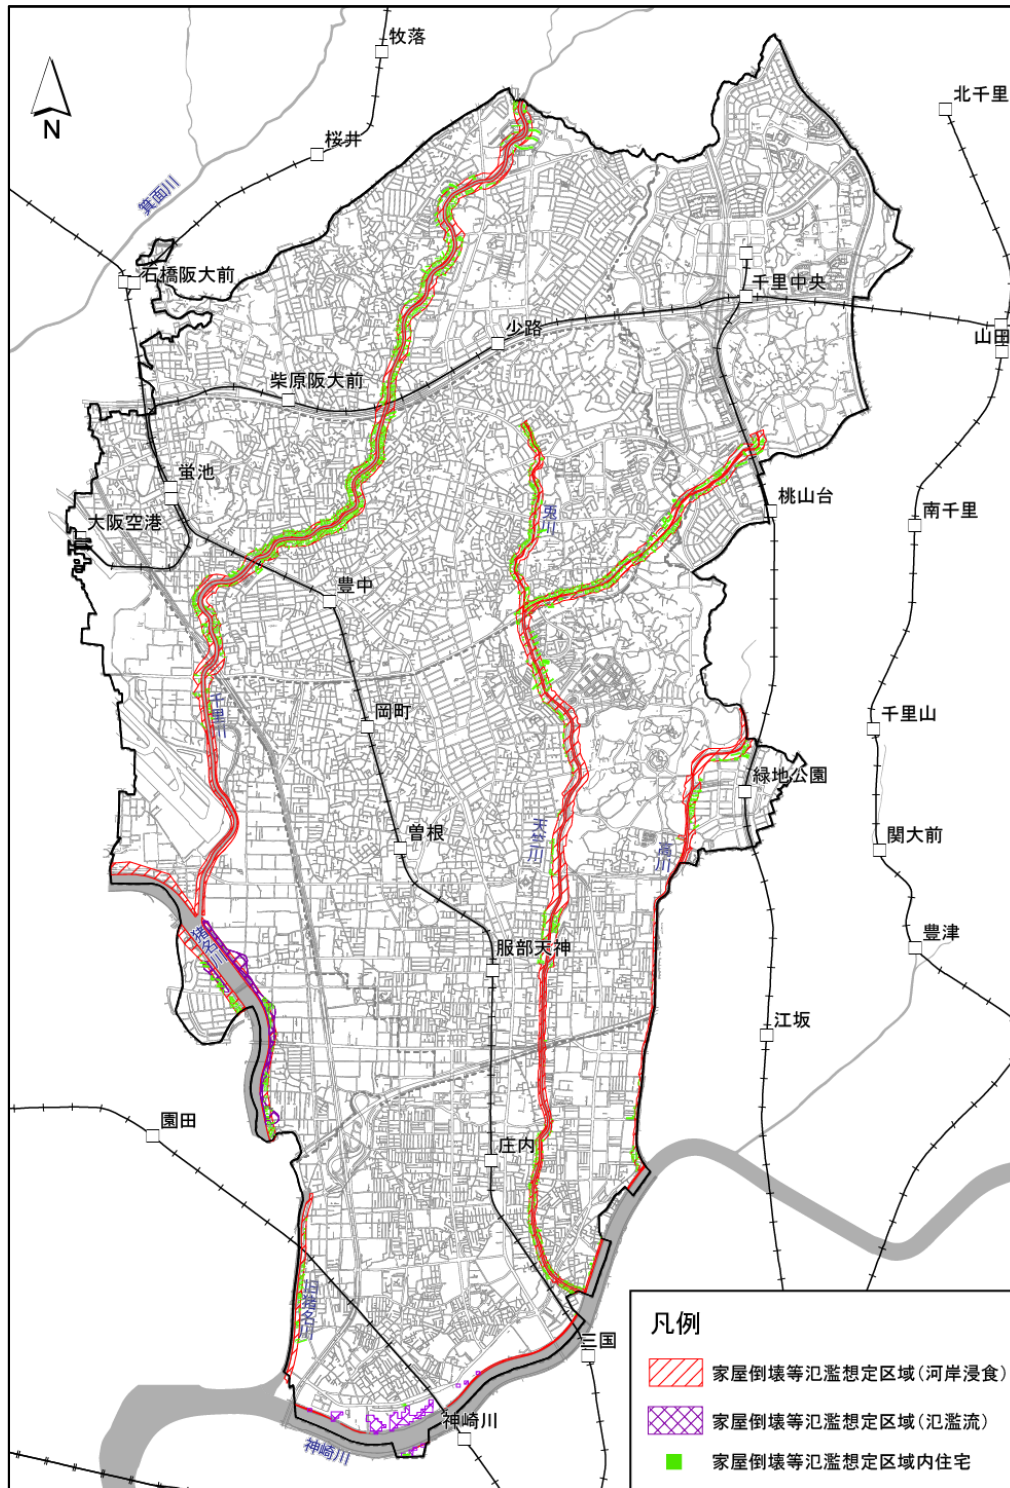 牧落
北千里
N
桜井
箕面川
石橋阪大前
千里中央
少路
山田
柴原阪大前
蛍池
桃山台
兎川
南千里
大阪空港
豊中
千里川
岡町
千里山
緑地公園
天竺川
曽根
高川
関大前
猪名川
服部天神
豊津
江坂
園田
庄内
旧猪名川
三国
神崎川
神崎川
凡例
家屋倒壊等氾濫想定区域(河岸浸食)
家屋倒壊等氾濫想定区域(氾濫流)
家屋倒壊等氾濫想定区域内住宅